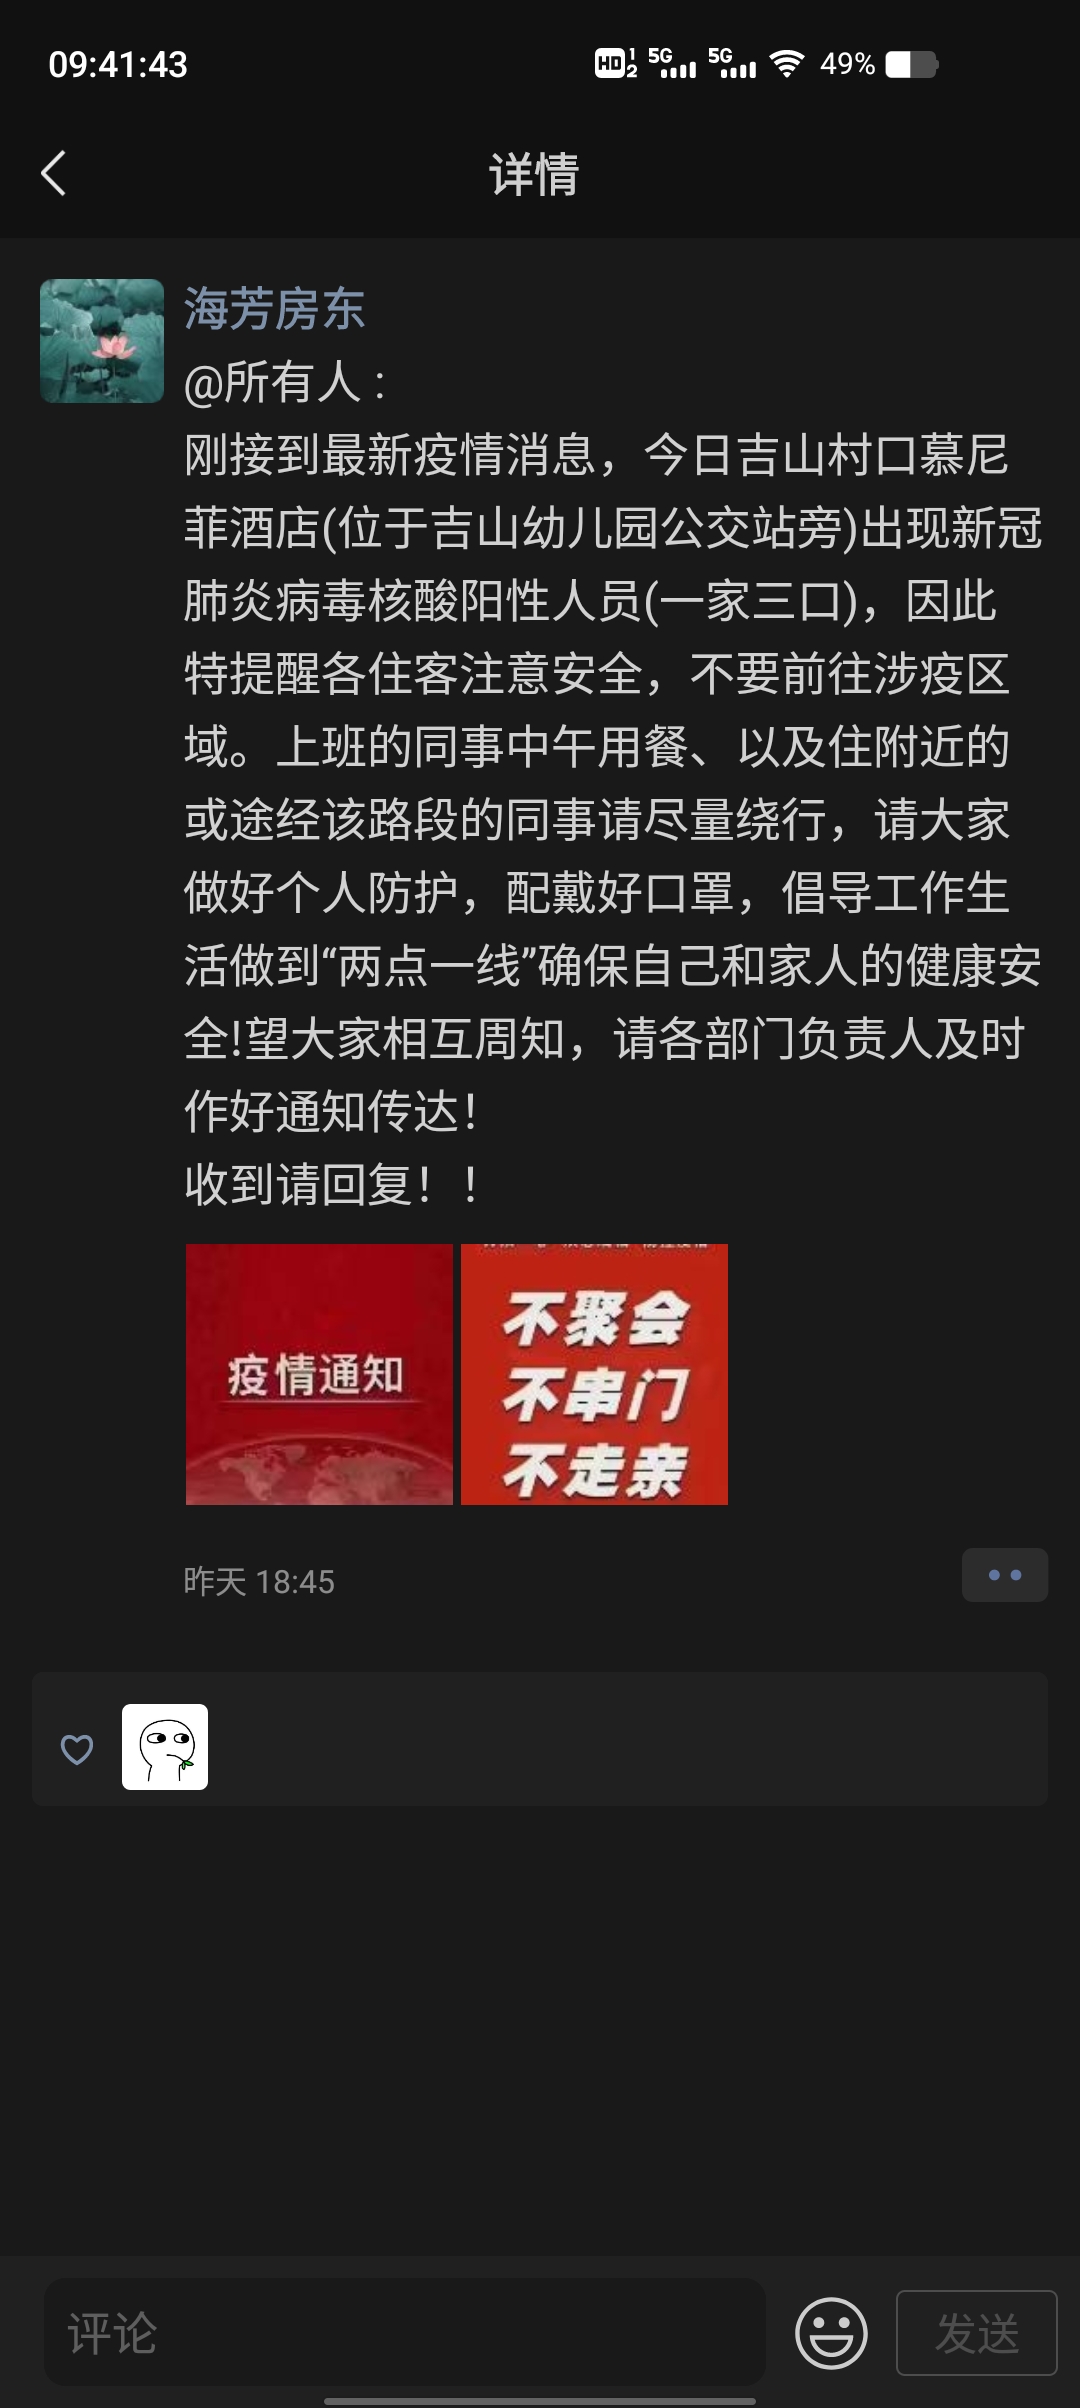 09:41:43
HD 1 2 5G 5G 49%
详情
海芳房东
@所有人：
刚接到最新疫情消息，今日吉山村口慕尼
菲酒店(位于吉山幼儿园公交站旁)出现新冠
肺炎病毒核酸阳性人员(一家三口)，因此
特提醒各住客注意安全，不要前往涉疫区
域。上班的同事中午用餐、以及住附近的
或途经该路段的同事请尽量绕行，请大家
做好个人防护，配戴好口罩，倡导工作生
活做到“两点一线”确保自己和家人的健康安
全!望大家相互周知，请各部门负责人及时
作好通知传达！
收到请回复！！
疫情通知
不聚会
不串门
不走亲
昨天 18:45
评论
发送